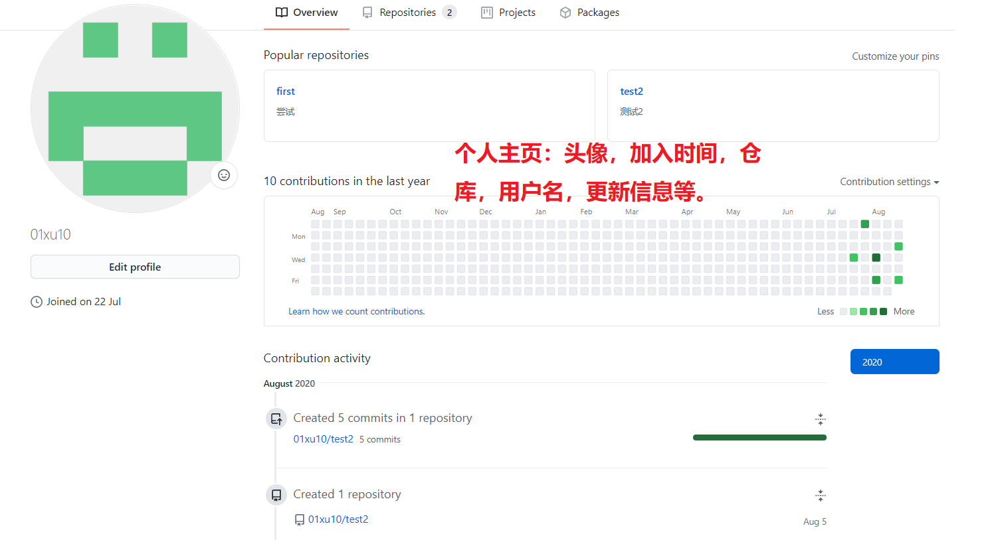 Overview Repositories 2 Projects Packages
Popular repositories
Customize your pins
first
尝试
test2
测试2
个人主页：头像，加入时间，仓
库，用户名，更新信息等。
10 contributions in the last year
Contribution settings
Aug Sep Oct Nov Dec Jan Feb Mar Apr May Jun Jul Aug
Mon
Wed
Fri
Learn how we count contributions.
Less More
01xu10
Edit profile
Joined on 22 Jul
Contribution activity
2020
August 2020
Created 5 commits in 1 repository
01xu10/test2 5 commits
Created 1 repository
01xu10/test2
Aug 5